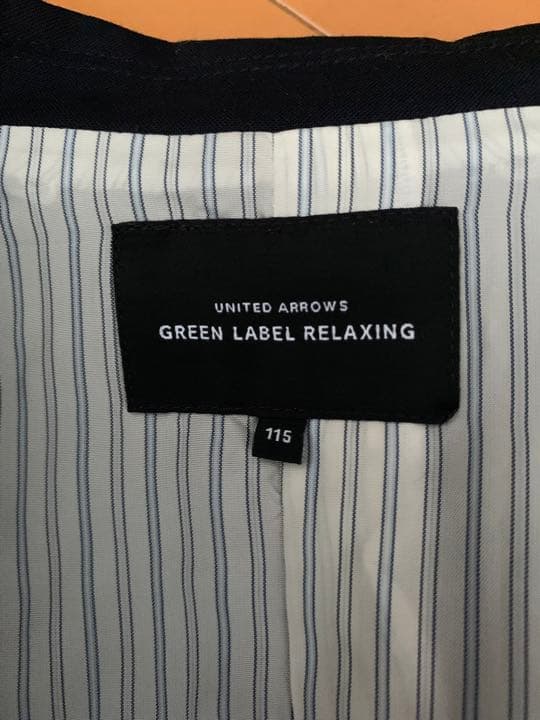 UNITED ARROWS
GREEN LABEL RELAXING
115